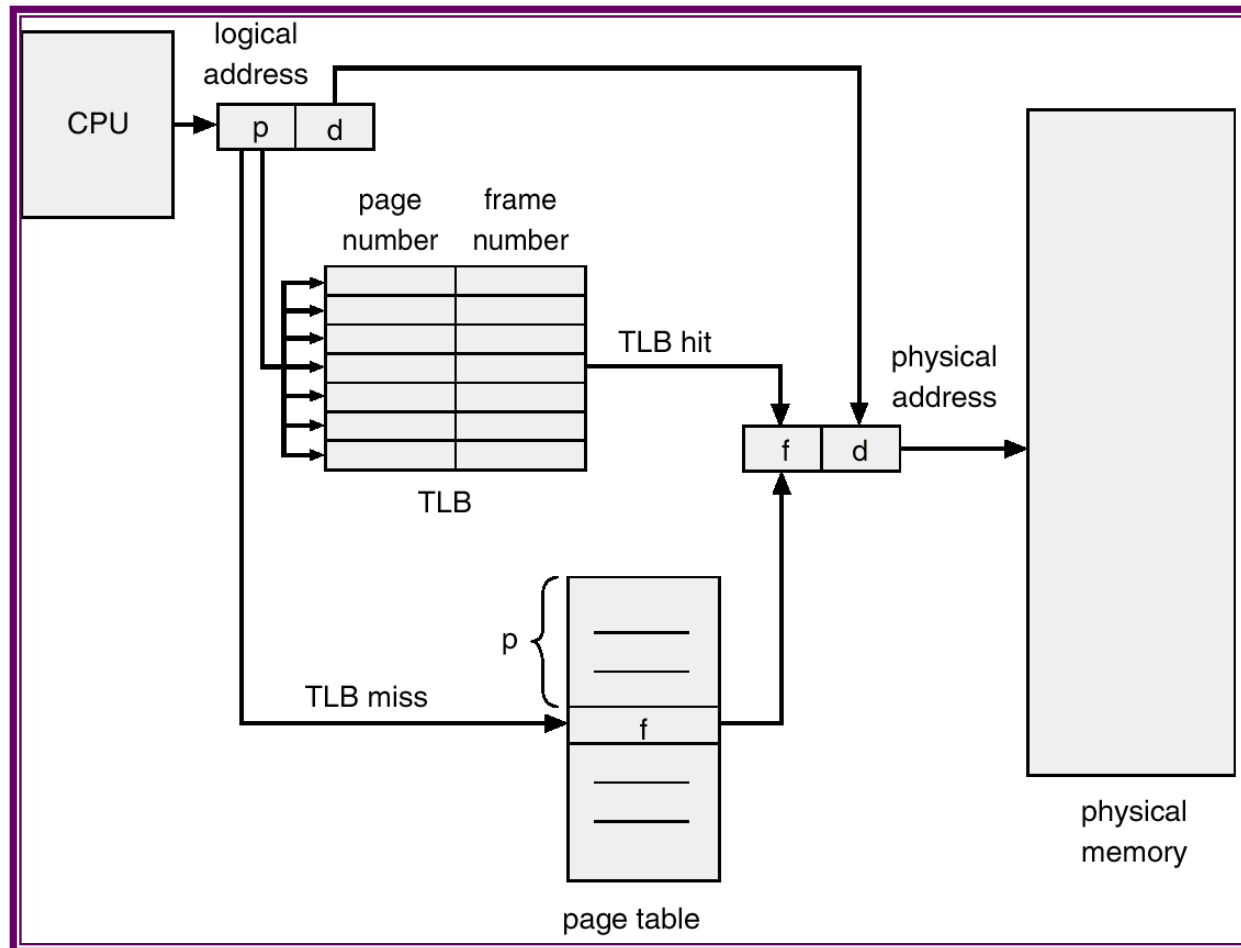 logical
address
CPU
p d
page frame
number number
TLB hit
physical
address
f d
TLB
p
TLB miss
f
page table
physical
memory